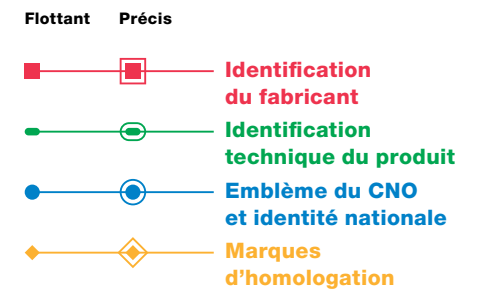 Flottant Précis
Identification
du fabricant
Identification
technique du produit
Emblème du CNO
et identité nationale
Marques
d’homologation